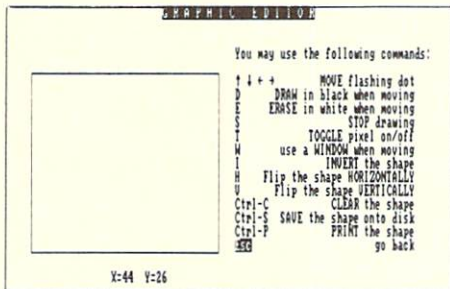 GRAPHIC EDITOR
You may use the following commands:
↑ ↓ ← → MOVE flashing dot
D DRAW in black when moving
E ERASE in white when moving
S STOP drawing
T TOGGLE pixel on/off
W use a WINDOW when moving
I INVERT the shape
H Flip the shape HORIZONTALLY
V Flip the shape VERTICALLY
Ctrl-C CLEAR the shape
Ctrl-S SAVE the shape onto disk
Ctrl-P PRINT the shape
ESC go back
X=44 Y=26